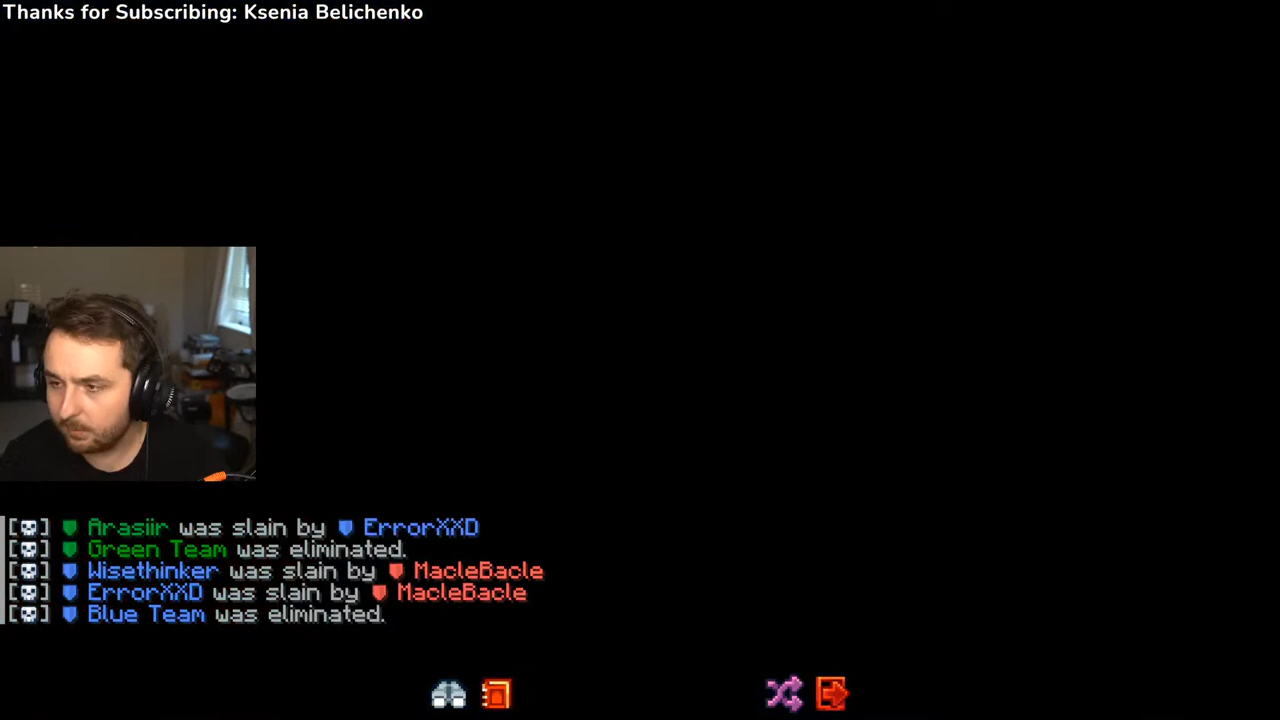 Thanks for Subscribing: Ksenia Belichenko
[☠] Arasiir was slain by ErrorXXD
[☠] Green Team was eliminated.
[☠] Wisethinker was slain by MacleBacle
[☠] ErrorXXD was slain by MacleBacle
[☠] Blue Team was eliminated.